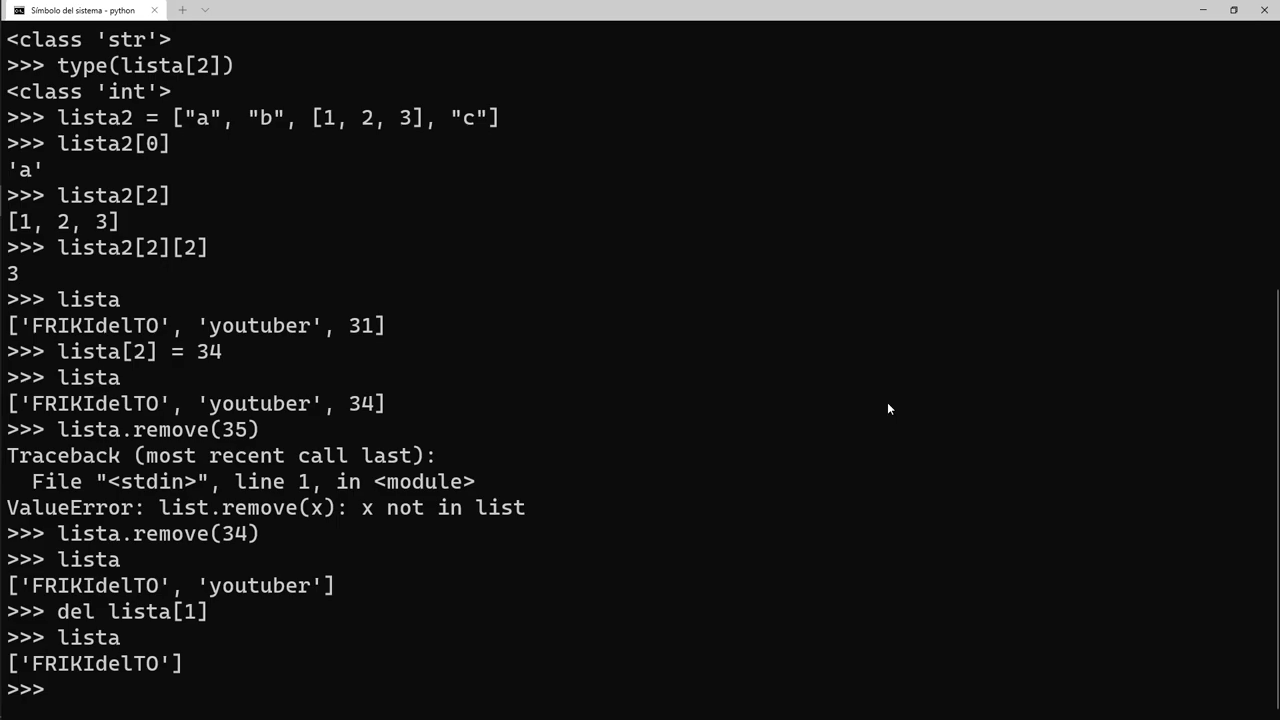 Símbolo del sistema - python
<class 'str'>
>>> type(lista[2])
<class 'int'>
>>> lista2 = ["a", "b", [1, 2, 3], "c"]
>>> lista2[0]
'a'
>>> lista2[2]
[1, 2, 3]
>>> lista2[2][2]
3
>>> lista
['FRIKIdelTO', 'youtuber', 31]
>>> lista[2] = 34
>>> lista
['FRIKIdelTO', 'youtuber', 34]
>>> lista.remove(35)
Traceback (most recent call last):
  File "<stdin>", line 1, in <module>
ValueError: list.remove(x): x not in list
>>> lista.remove(34)
>>> lista
['FRIKIdelTO', 'youtuber']
>>> del lista[1]
>>> lista
['FRIKIdelTO']
>>>